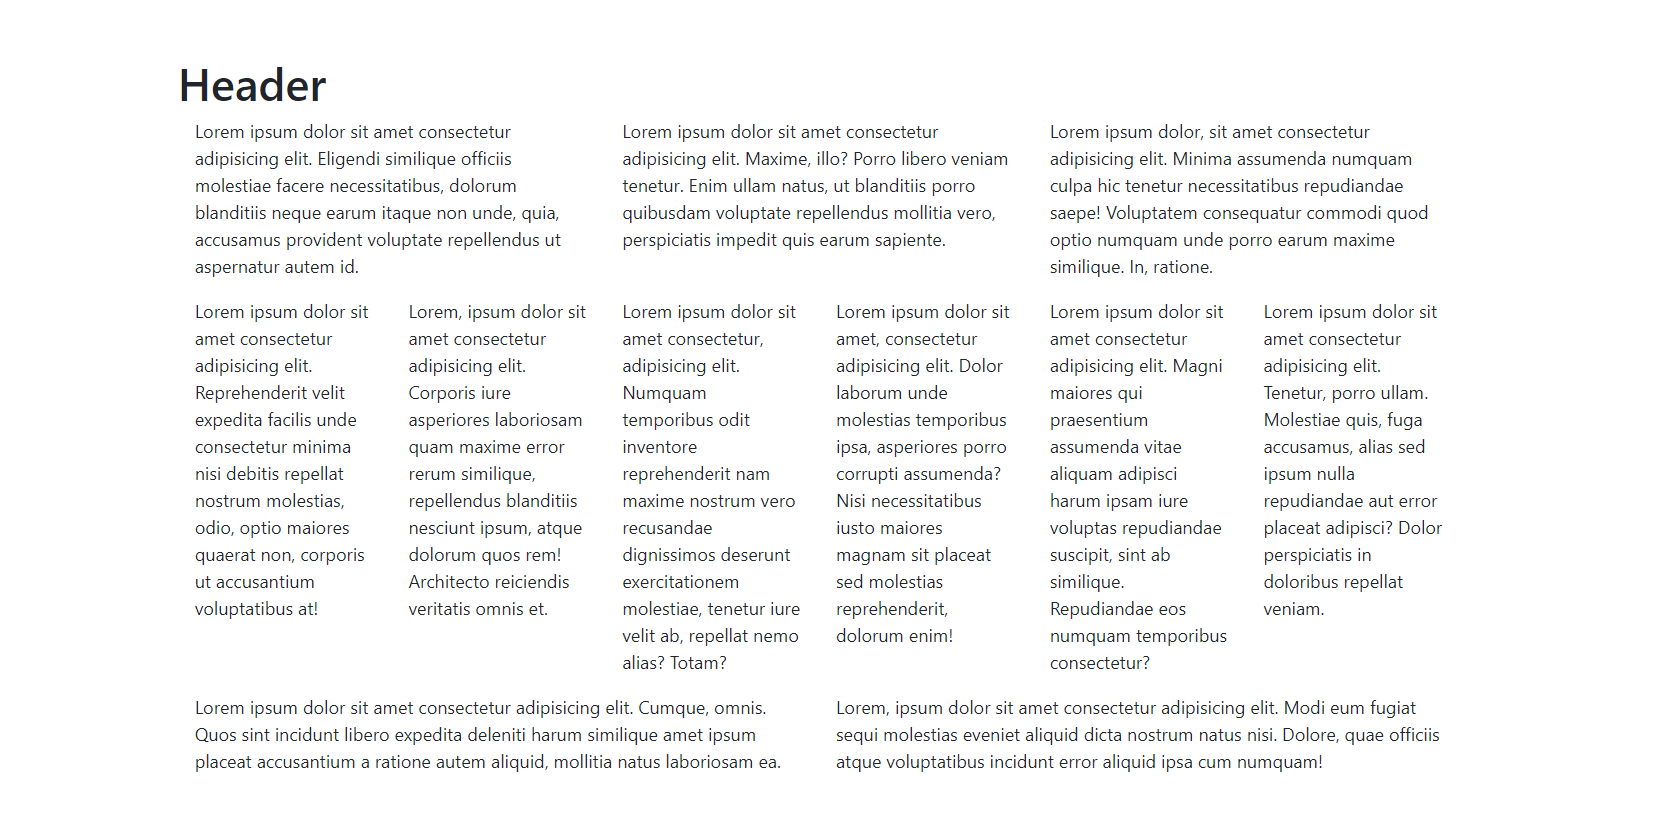 Header
Lorem ipsum dolor sit amet consectetur
adipisicing elit. Eligendi similique officiis
molestiae facere necessitatibus, dolorum
blanditiis neque earum itaque non unde, quia,
accusamus provident voluptate repellendus ut
aspernatur autem id.
Lorem ipsum dolor sit amet consectetur
adipisicing elit. Maxime, illo? Porro libero veniam
tenetur. Enim ullam natus, ut blanditiis porro
quibusdam voluptate repellendus mollitia vero,
perspiciatis impedit quis earum sapiente.
Lorem ipsum dolor, sit amet consectetur
adipisicing elit. Minima assumenda numquam
culpa hic tenetur necessitatibus repudiandae
saepe! Voluptatem consequatur commodi quod
optio numquam unde porro earum maxime
similique. In, ratione.
Lorem ipsum dolor sit
amet consectetur
adipisicing elit.
Reprehenderit velit
expedita facilis unde
consectetur minima
nisi debitis repellat
nostrum molestias,
odio, optio maiores
quaerat non, corporis
ut accusantium
voluptatibus at!
Lorem, ipsum dolor sit
amet consectetur
adipisicing elit.
Corporis iure
asperiores laboriosam
quam maxime error
rerum similique,
repellendus blanditiis
nesciunt ipsum, atque
dolorum quos rem!
Architecto reiciendis
veritatis omnis et.
Lorem ipsum dolor sit
amet consectetur,
adipisicing elit.
Numquam
temporibus odit
inventore
reprehenderit nam
maxime nostrum vero
recusandae
dignissimos deserunt
exercitationem
molestiae, tenetur iure
velit ab, repellat nemo
alias? Totam?
Lorem ipsum dolor sit
amet, consectetur
adipisicing elit. Dolor
laborum unde
molestias temporibus
ipsa, asperiores porro
corrupti assumenda?
Nisi necessitatibus
iusto maiores
magnam sit placeat
sed molestias
reprehenderit,
dolorum enim!
Lorem ipsum dolor sit
amet consectetur
adipisicing elit. Magni
maiores qui
praesentium
assumenda vitae
aliquam adipisci
harum ipsam iure
voluptas repudiandae
suscipit, sint ab
similique.
Repudiandae eos
numquam temporibus
consectetur?
Lorem ipsum dolor sit
amet consectetur
adipisicing elit.
Tenetur, porro ullam.
Molestiae quis, fuga
accusamus, alias sed
ipsum nulla
repudiandae aut error
placeat adipisci? Dolor
perspiciatis in
doloribus repellat
veniam.
Lorem ipsum dolor sit amet consectetur adipisicing elit. Cumque, omnis.
Quos sint incidunt libero expedita deleniti harum similique amet ipsum
placeat accusantium a ratione autem aliquid, mollitia natus laboriosam ea.
Lorem, ipsum dolor sit amet consectetur adipisicing elit. Modi eum fugiat
sequi molestias eveniet aliquid dicta nostrum natus nisi. Dolore, quae officiis
atque voluptatibus incidunt error aliquid ipsa cum numquam!